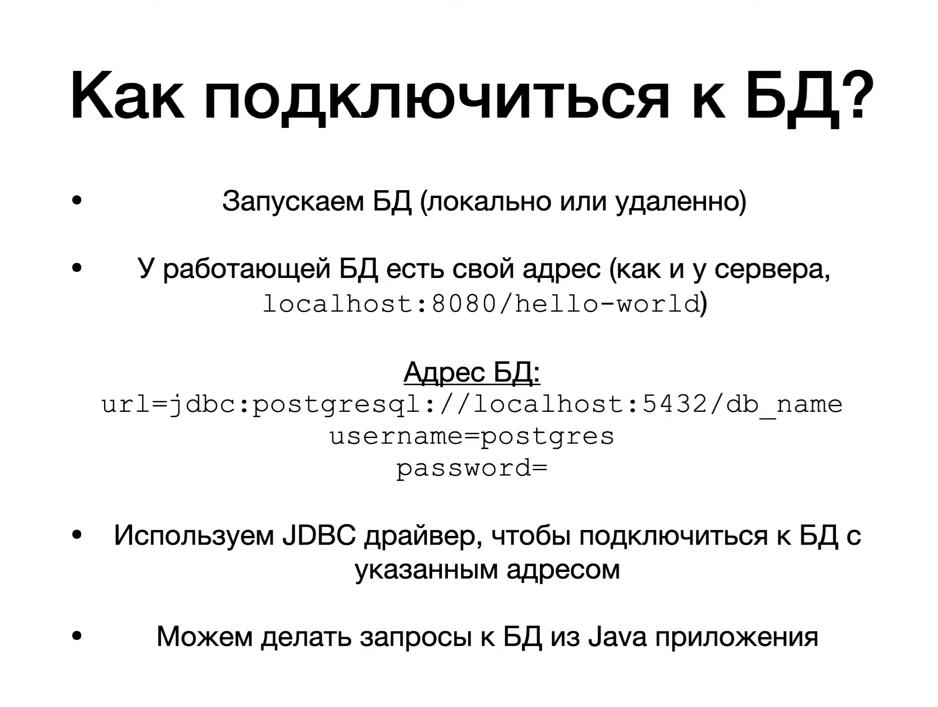 Как подключиться к БД?
• Запускаем БД (локально или удаленно)
• У работающей БД есть свой адрес (как и у сервера,
localhost:8080/hello-world)
Адрес БД:
url=jdbc:postgresql://localhost:5432/db_name
username=postgres
password=
• Используем JDBC драйвер, чтобы подключиться к БД с
указанным адресом
• Можем делать запросы к БД из Java приложения